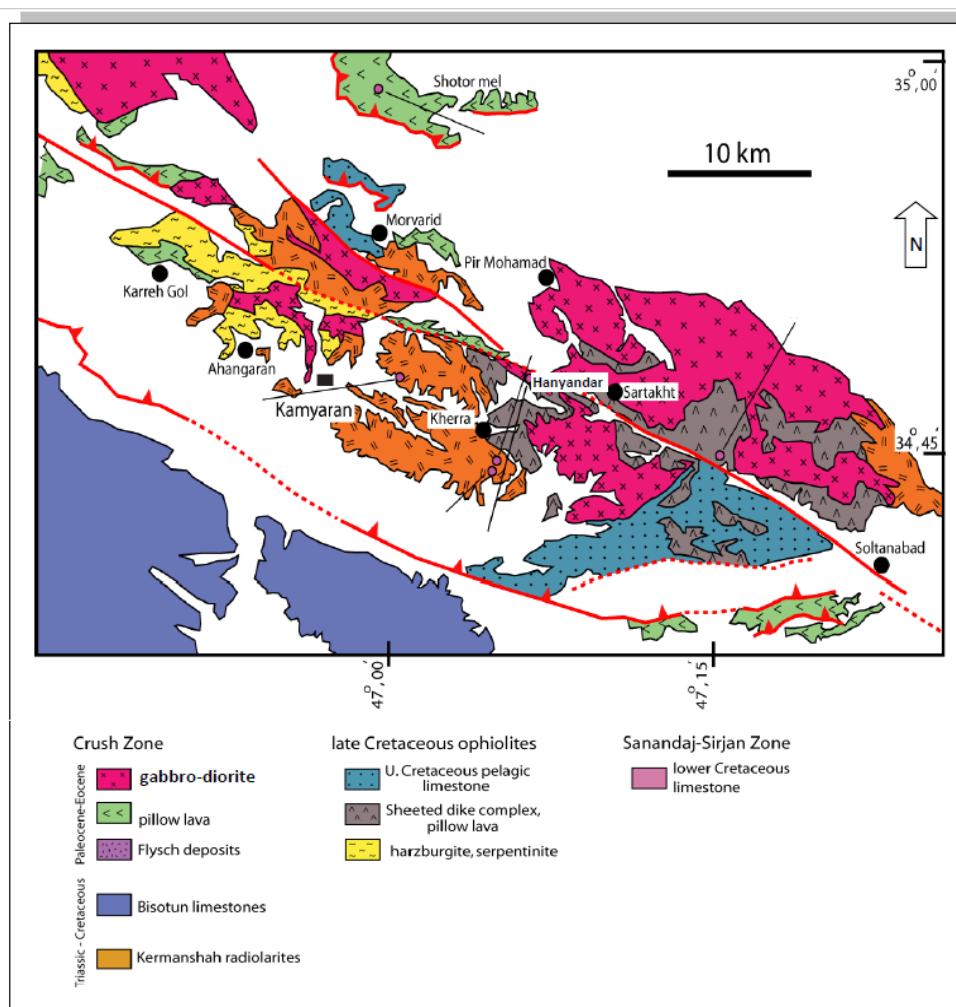 Shotor mel
35°,00′
10 km
N
Morvarid
Pir Mohamad
Karreh Gol
Ahangaran
Hanyandar
Sartakht
Kamyaran
Kherra
34°,45′
Soltanabad
47°,00′
47°,15′
Crush Zone
Paleocene-Eocene
gabbro-diorite
pillow lava
Flysch deposits
Triassic - Cretaceous
Bisotun limestones
Kermanshah radiolarites
late Cretaceous ophiolites
U. Cretaceous pelagic
limestone
Sheeted dike complex,
pillow lava
harzburgite, serpentinite
Sanandaj-Sirjan Zone
lower Cretaceous
limestone